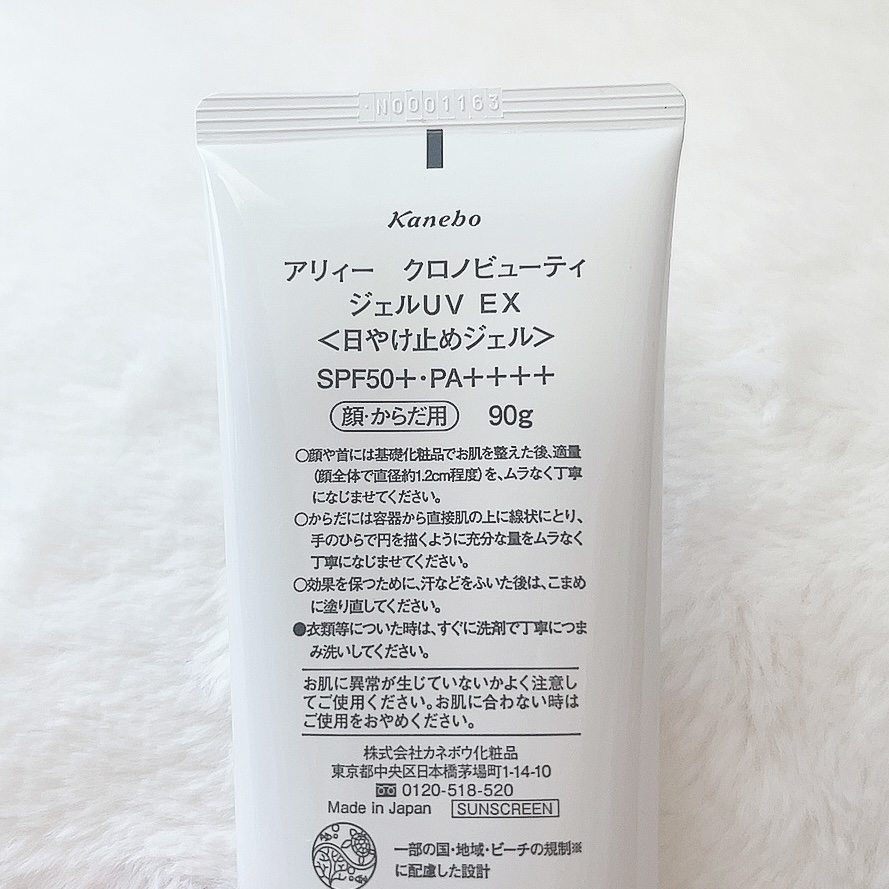 N0001163
Kanebo
アリィー　クロノビューティ
ジェルUV EX
＜日やけ止めジェル＞
SPF50＋･PA＋＋＋＋
顔･からだ用　90g
○顔や首には基礎化粧品でお肌を整えた後、適量
（顔全体で直径約1.2cm程度）を、ムラなく丁寧
になじませてください。
○からだには容器から直接肌の上に線状にとり、
手のひらで円を描くように充分な量をムラなく
丁寧になじませてください。
○効果を保つために、汗などをふいた後は、こまめ
に塗り直してください。
●衣類等についた時は、すぐに洗剤で丁寧につま
み洗いしてください。
お肌に異常が生じていないかよく注意し
てご使用ください。お肌に合わない時は
ご使用をおやめください。
株式会社カネボウ化粧品
東京都中央区日本橋茅場町1-14-10
0120-518-520
Made in Japan SUNSCREEN
一部の国･地域･ビーチの規制※
に配慮した設計